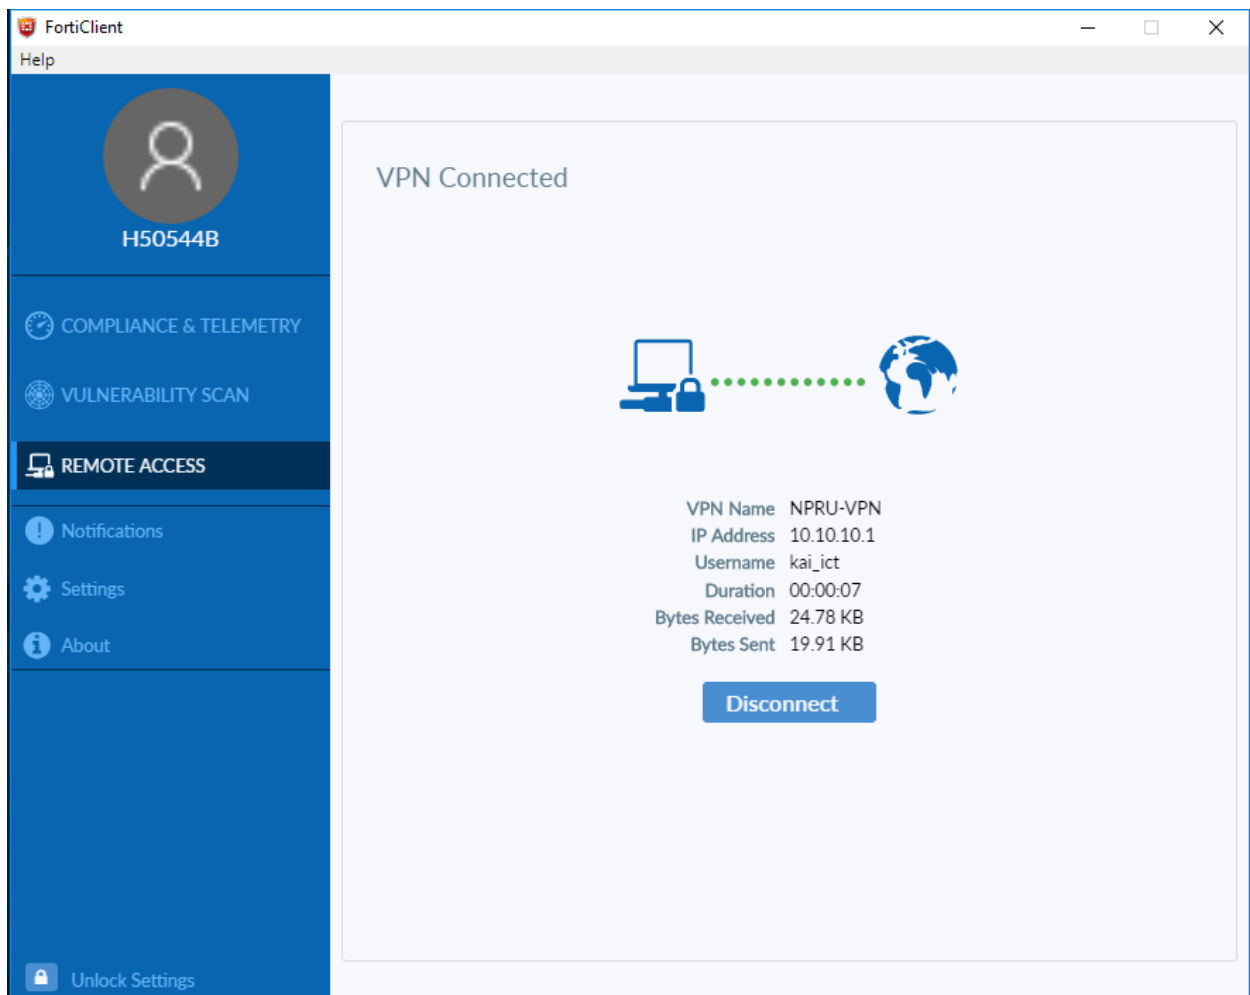 FortiClient
Help
H50544B
COMPLIANCE & TELEMETRY
VULNERABILITY SCAN
REMOTE ACCESS
Notifications
Settings
About
Unlock Settings
VPN Connected
VPN Name NPRU-VPN
IP Address 10.10.10.1
Username kai_ict
Duration 00:00:07
Bytes Received 24.78 KB
Bytes Sent 19.91 KB
Disconnect